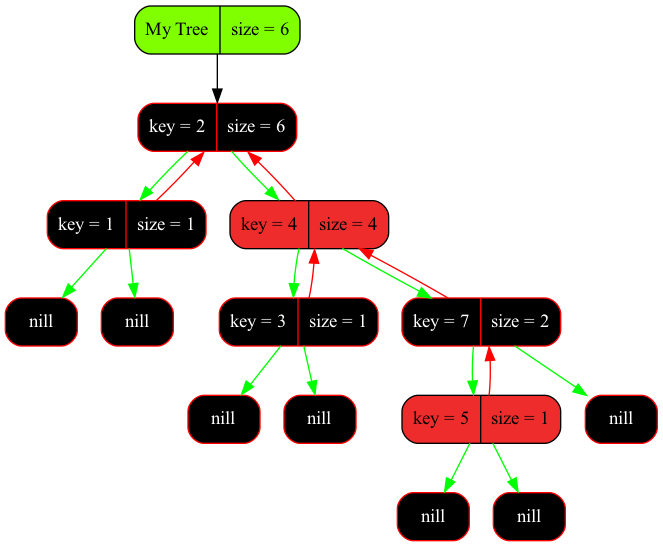 My Tree size = 6
key = 2 size = 6
key = 1 size = 1
key = 4 size = 4
nill
nill
key = 3 size = 1
key = 7 size = 2
nill
nill
key = 5 size = 1
nill
nill
nill